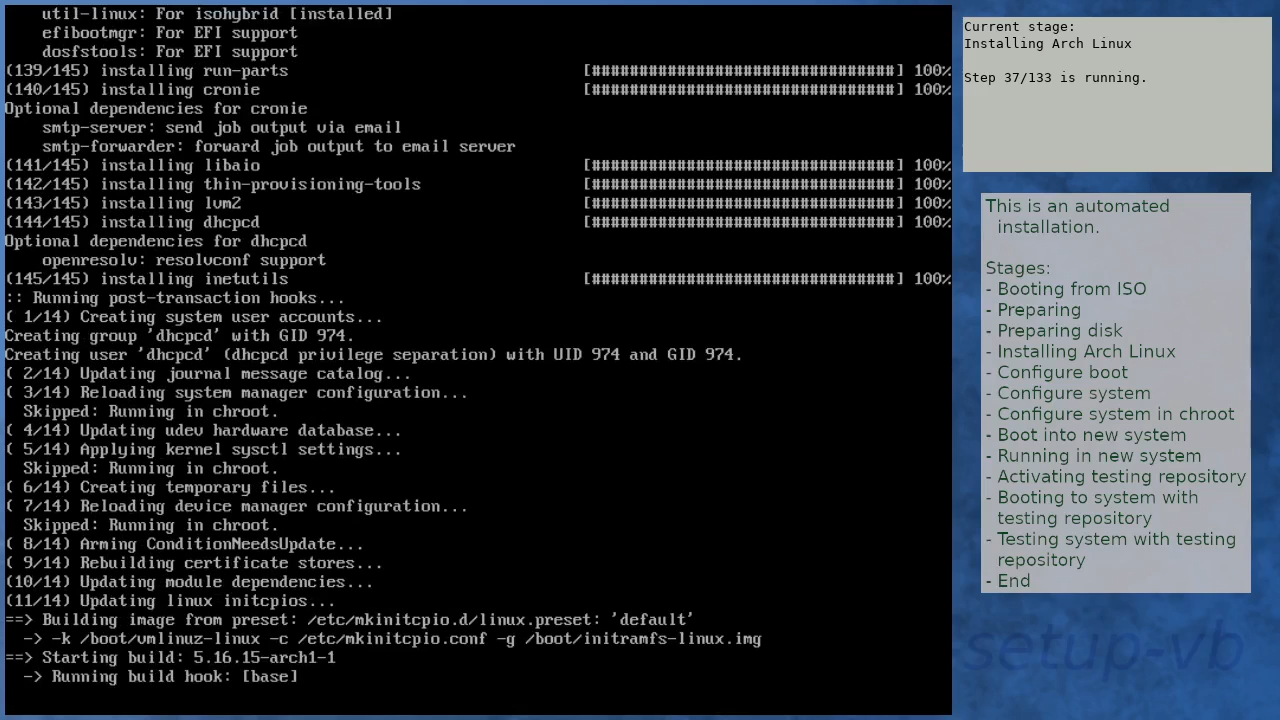 util-linux: For isohybrid [installed]
efibootmgr: For EFI support
dosfstools: For EFI support
(139/145) installing run-parts [################################] 100%
(140/145) installing cronie [################################] 100%
Optional dependencies for cronie
smtp-server: send job output via email
smtp-forwarder: forward job output to email server
(141/145) installing libaio [################################] 100%
(142/145) installing thin-provisioning-tools [################################] 100%
(143/145) installing lvm2 [################################] 100%
(144/145) installing dhcpcd [################################] 100%
Optional dependencies for dhcpcd
openresolv: resolvconf support
(145/145) installing inetutils [################################] 100%
:: Running post-transaction hooks...
( 1/14) Creating system user accounts...
Creating group 'dhcpcd' with GID 974.
Creating user 'dhcpcd' (dhcpcd privilege separation) with UID 974 and GID 974.
( 2/14) Updating journal message catalog...
( 3/14) Reloading system manager configuration...
Skipped: Running in chroot.
( 4/14) Updating udev hardware database...
( 5/14) Applying kernel sysctl settings...
Skipped: Running in chroot.
( 6/14) Creating temporary files...
( 7/14) Reloading device manager configuration...
Skipped: Running in chroot.
( 8/14) Arming ConditionNeedsUpdate...
( 9/14) Rebuilding certificate stores...
(10/14) Updating module dependencies...
(11/14) Updating linux initcpios...
==> Building image from preset: /etc/mkinitcpio.d/linux.preset: 'default'
-> -k /boot/vmlinuz-linux -c /etc/mkinitcpio.conf -g /boot/initramfs-linux.img
==> Starting build: 5.16.15-arch1-1
-> Running build hook: [base]
Current stage:
Installing Arch Linux
Step 37/133 is running.
This is an automated
installation.
Stages:
- Booting from ISO
- Preparing
- Preparing disk
- Installing Arch Linux
- Configure boot
- Configure system
- Configure system in chroot
- Boot into new system
- Running in new system
- Activating testing repository
- Booting to system with
testing repository
- Testing system with testing
repository
- End
setup-vb